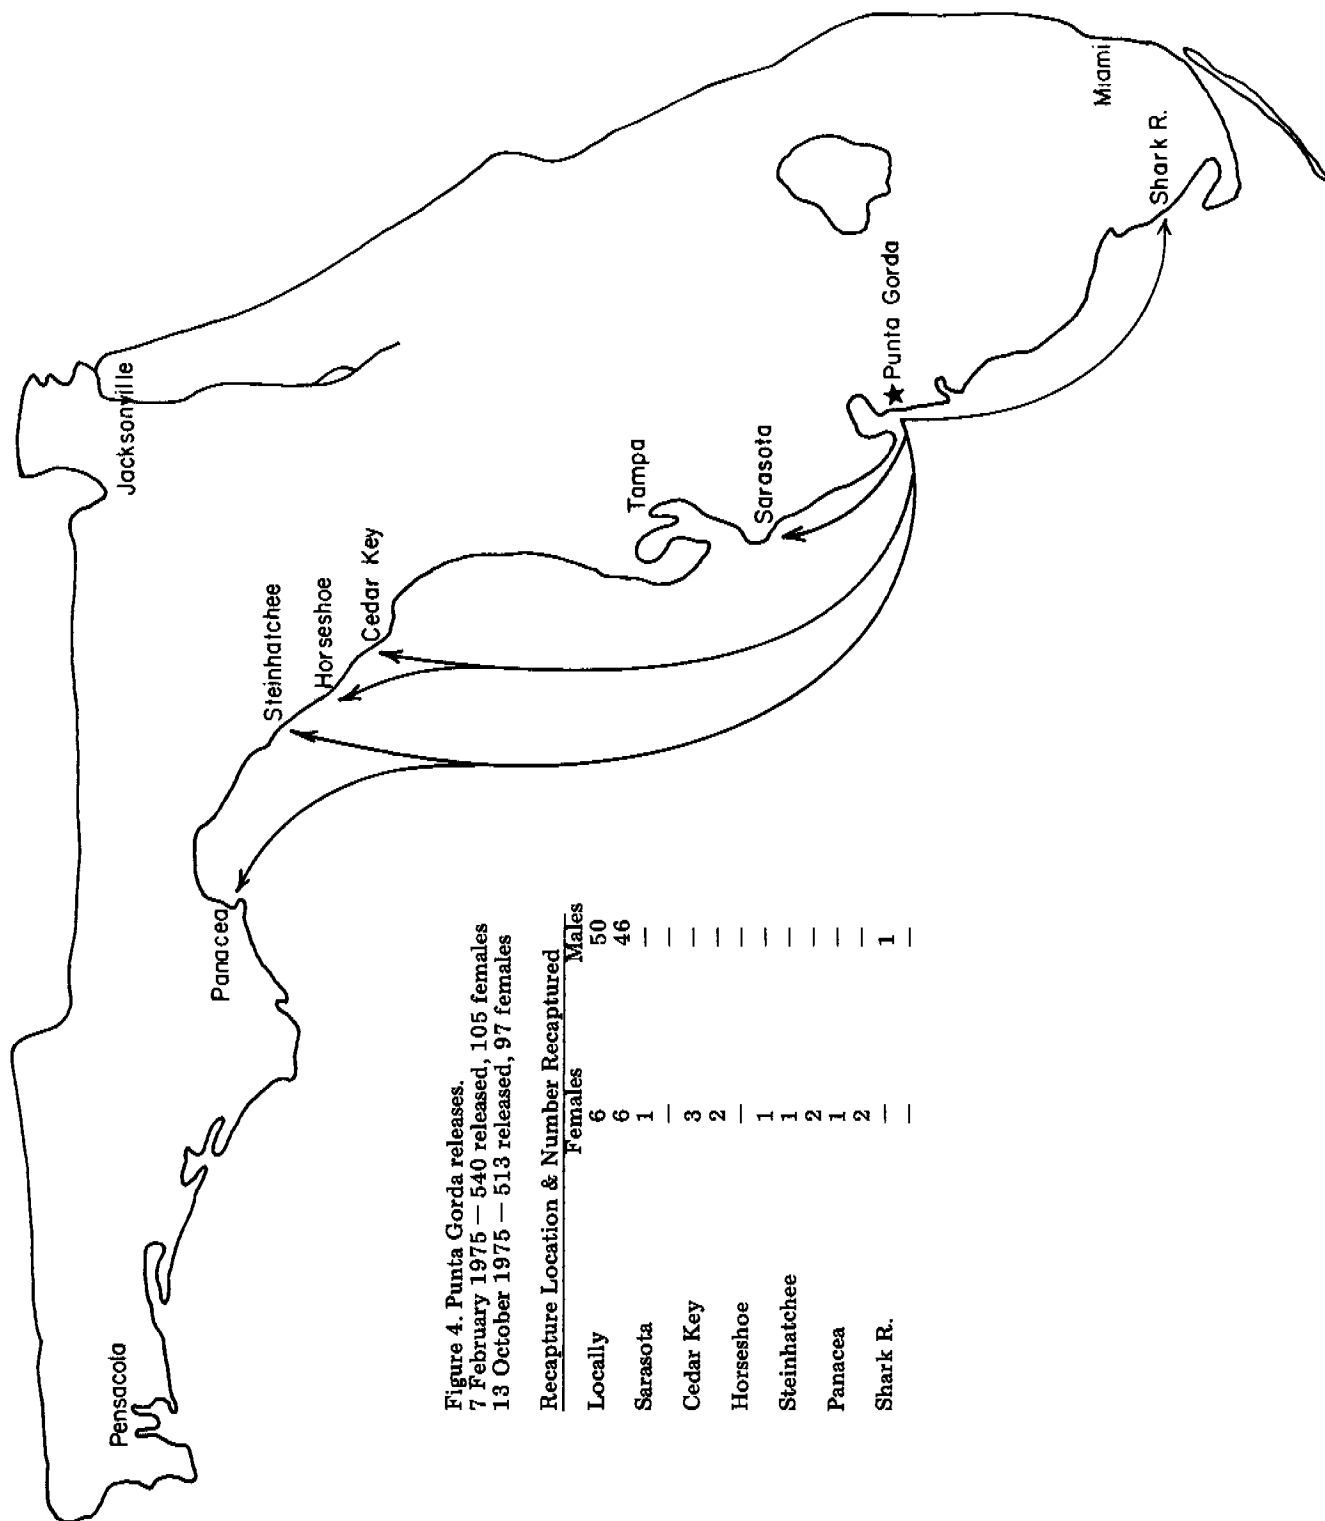 Pensacola
Panacea
Steinhatchee
Horseshoe
Cedar Key
Jacksonville
Tampa
Sarasota
Punta Gorda
Miami
Shark R.
Figure 4. Punta Gorda releases.
7 February 1975 — 540 released, 105 females
13 October 1975 — 513 released, 97 females
Recapture Location & Number Recaptured
Females Males
Locally 6 50
6 46
Sarasota 1 —
— —
Cedar Key 3 —
2 —
Horseshoe — —
1 —
Steinhatchee 1 —
2 —
Panacea 1 —
2 —
Shark R. — 1
— —